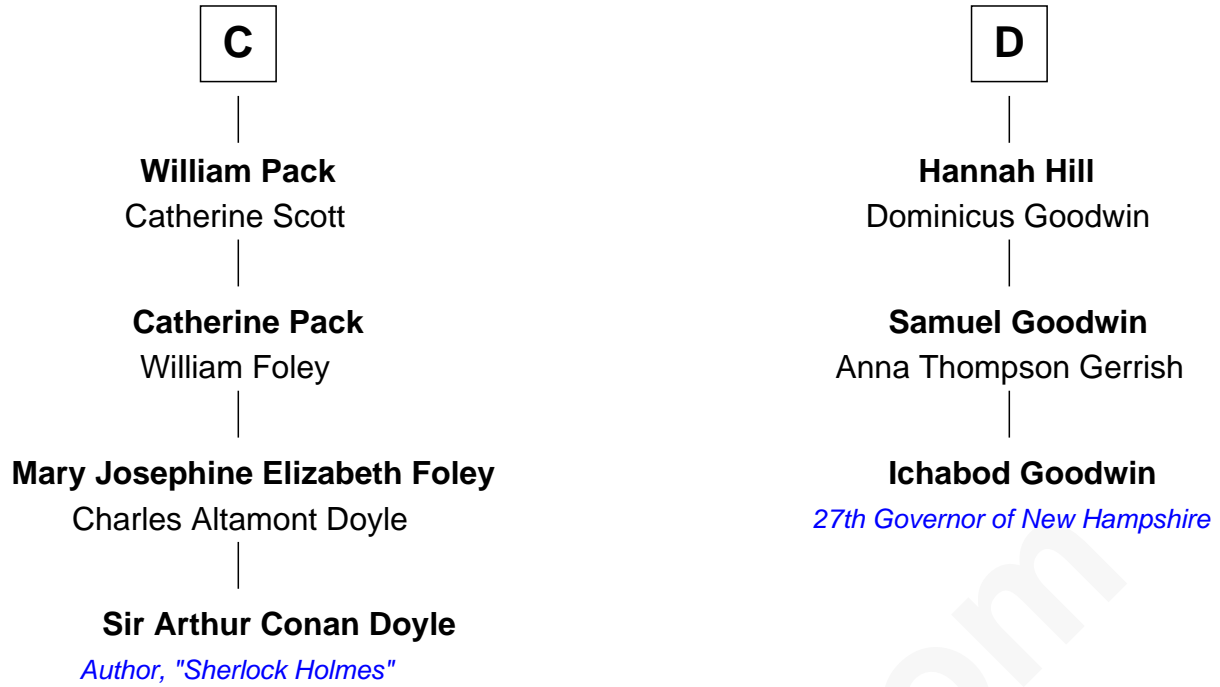 C
William Pack
Catherine Scott
Catherine Pack
William Foley
Mary Josephine Elizabeth Foley
Charles Altamont Doyle
Sir Arthur Conan Doyle
Author, "Sherlock Holmes"
D
Hannah Hill
Dominicus Goodwin
Samuel Goodwin
Anna Thompson Gerrish
Ichabod Goodwin
27th Governor of New Hampshire
om